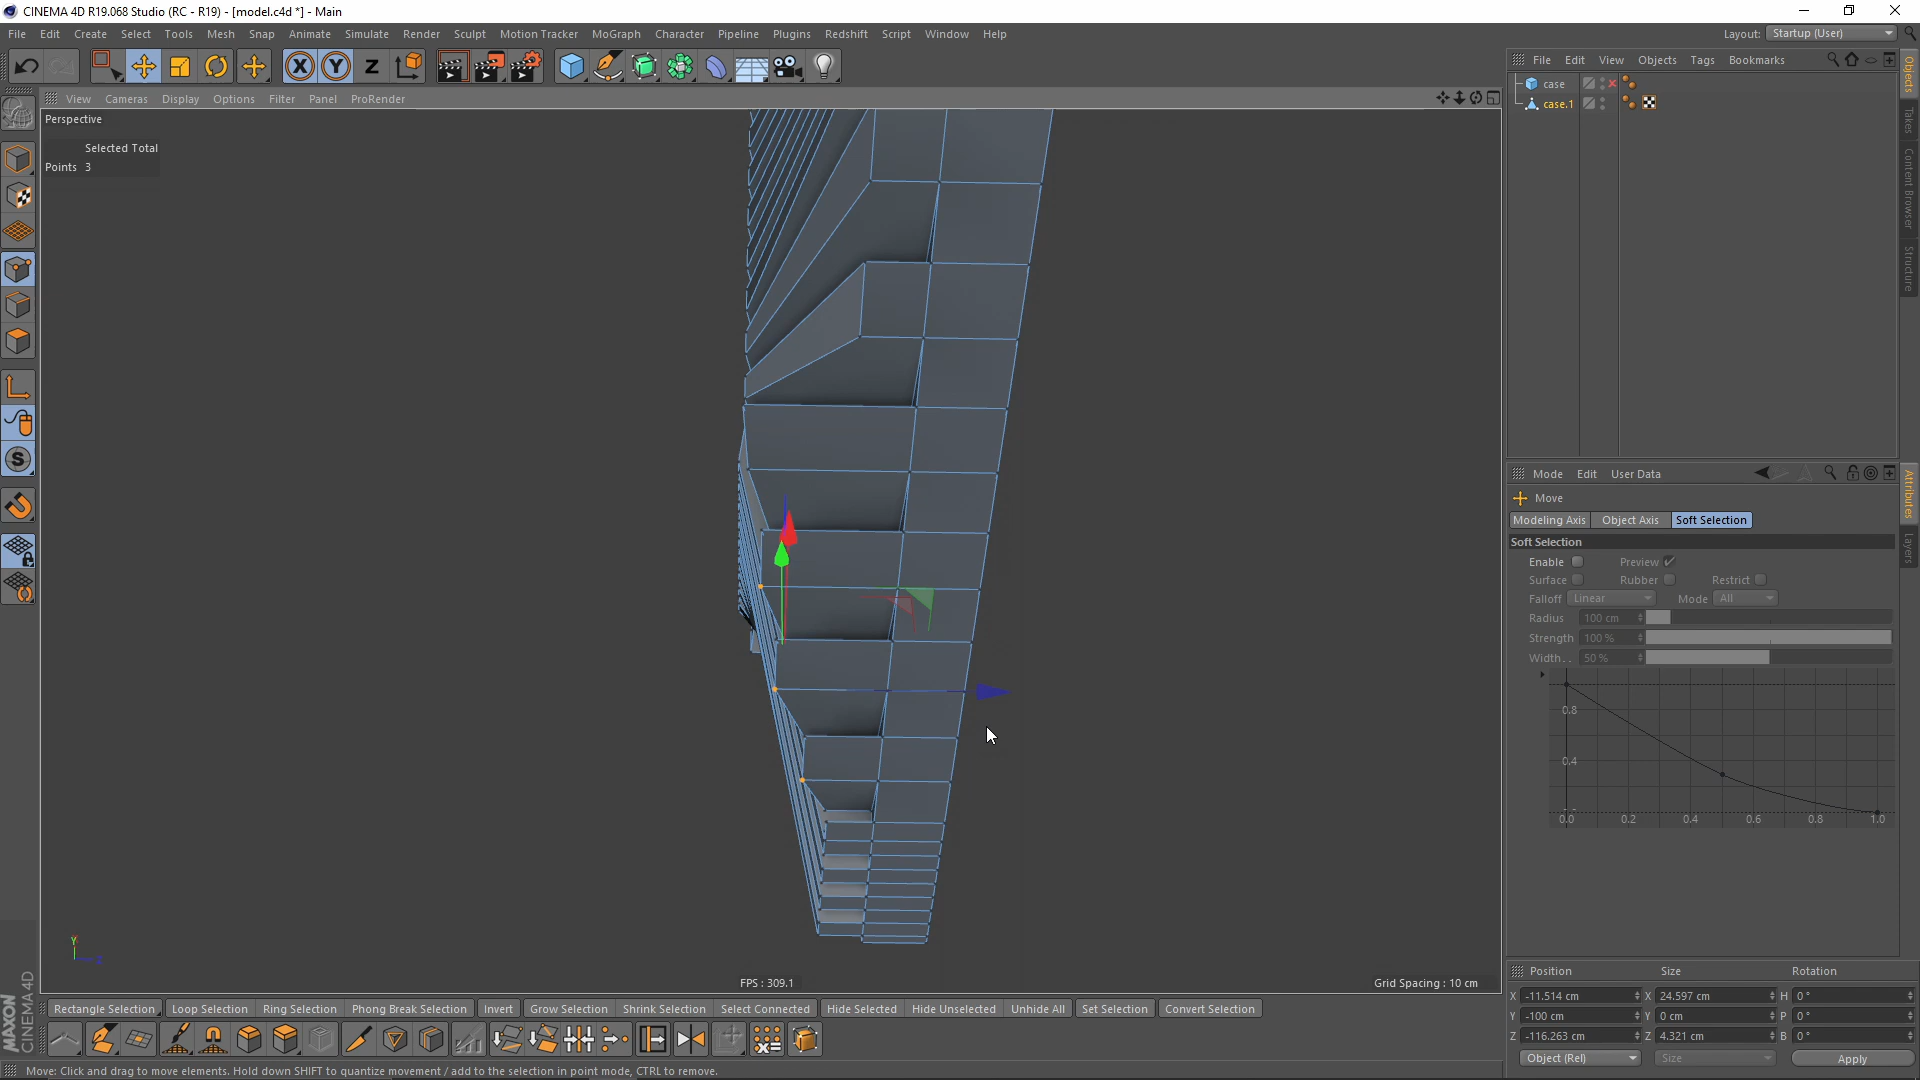 CINEMA 4D R19.068 Studio (RC - R19) - [model.c4d *] - Main
File Edit Create Select Tools Mesh Snap Animate Simulate Render Sculpt Motion Tracker MoGraph Character Pipeline Plugins Redshift Script Window Help
Layout: Startup (User)
File Edit View Objects Tags Bookmarks
Objects
Takes
Content Browser
Structure
case
case.1
View Cameras Display Options Filter Panel ProRender
Perspective
Selected Total
Points 3
Mode Edit User Data
Attributes
Layers
Move
Modeling Axis Object Axis Soft Selection
Soft Selection
Enable Preview
Surface Rubber Restrict
Falloff Linear Mode All
Radius 100 cm
Strength 100 %
Width . . 50 %
0.8
0.4
0.0 0.2 0.4 0.6 0.8 1.0
Y
FPS : 309.1
Grid Spacing : 10 cm
Position Size Rotation
X -11.514 cm X 24.597 cm H 0 °
Y -100 cm Y 0 cm P 0 °
Z -116.263 cm Z 4.321 cm B 0 °
Object (Rel) Size Apply
Rectangle Selection Loop Selection Ring Selection Phong Break Selection Invert Grow Selection Shrink Selection Select Connected Hide Selected Hide Unselected Unhide All Set Selection Convert Selection
MAXON
CINEMA 4D
Move: Click and drag to move elements. Hold down SHIFT to quantize movement / add to the selection in point mode, CTRL to remove.